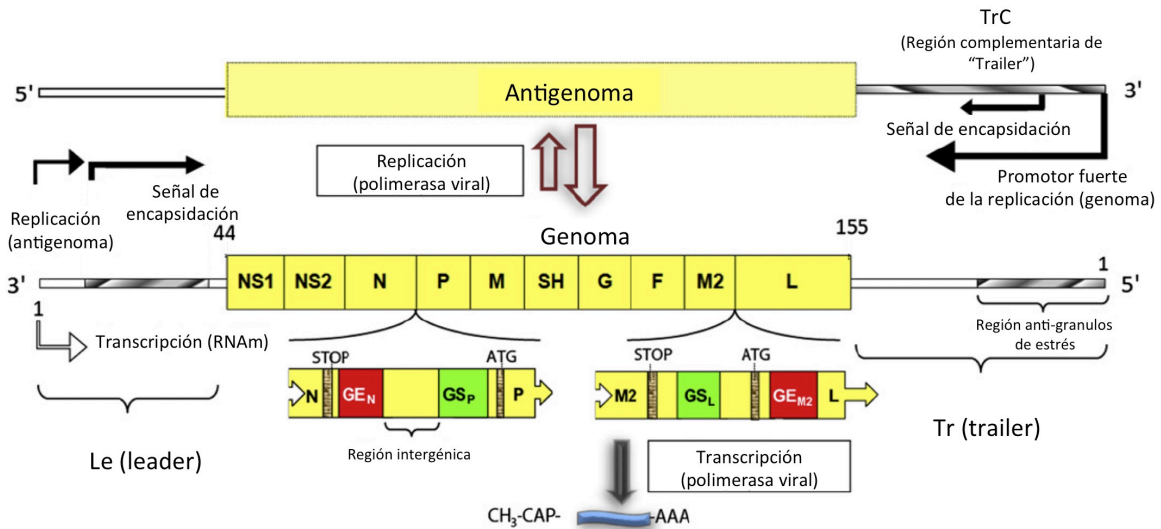 TrC
(Región complementaria de
“Trailer”)
5'
Antigenoma
3'
Señal de encapsidación
Replicación
(polimerasa viral)
Promotor fuerte
de la replicación (genoma)
Señal de
encapsidación
Replicación
(antigenoma)
44
Genoma
155
3'
NS1 NS2 N P M SH G F M2 L
1
5'
1
Transcripción (RNAm)
Región anti-granulos
de estrés
STOP ATG
N GEN GSP P
STOP ATG
M2 GSL GEM2 L
Región intergénica
Le (leader)
Tr (trailer)
Transcripción
(polimerasa viral)
CH3-CAP- -AAA